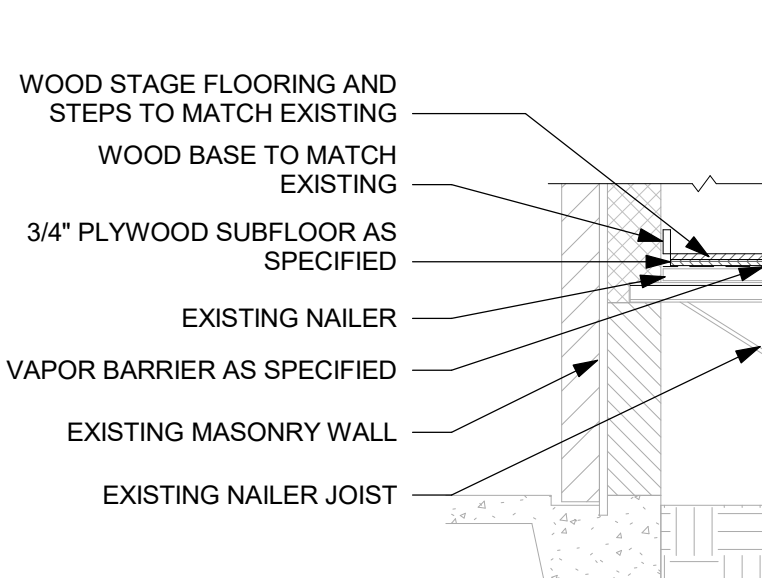 WOOD STAGE FLOORING AND
STEPS TO MATCH EXISTING
WOOD BASE TO MATCH
EXISTING
3/4" PLYWOOD SUBFLOOR AS
SPECIFIED
EXISTING NAILER
VAPOR BARRIER AS SPECIFIED
EXISTING MASONRY WALL
EXISTING NAILER JOIST